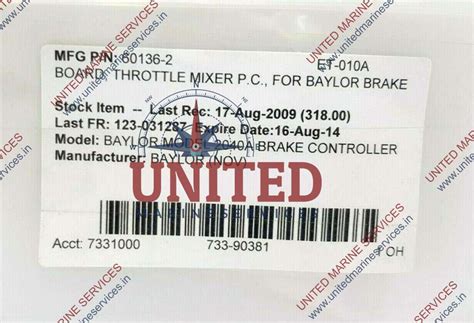 MFG P/N: 60136-2 ET-010A
BOARD, THROTTLE MIXER P.C., FOR BAYLOR BRAKE
Stock Item -- Last Rec: 17-Aug-2009 (318.00)
Last FR: 123-031287 Expire Date:16-Aug-14
Model: BAYLOR MODEL 2040A BRAKE CONTROLLER
Manufacturer: BAYLOR (NOV)
UNITED
MARINE SERVICES
Acct: 7331000 733-90381 OH
UNITED MARINE SERVICES
www.unitedmarineservices.in